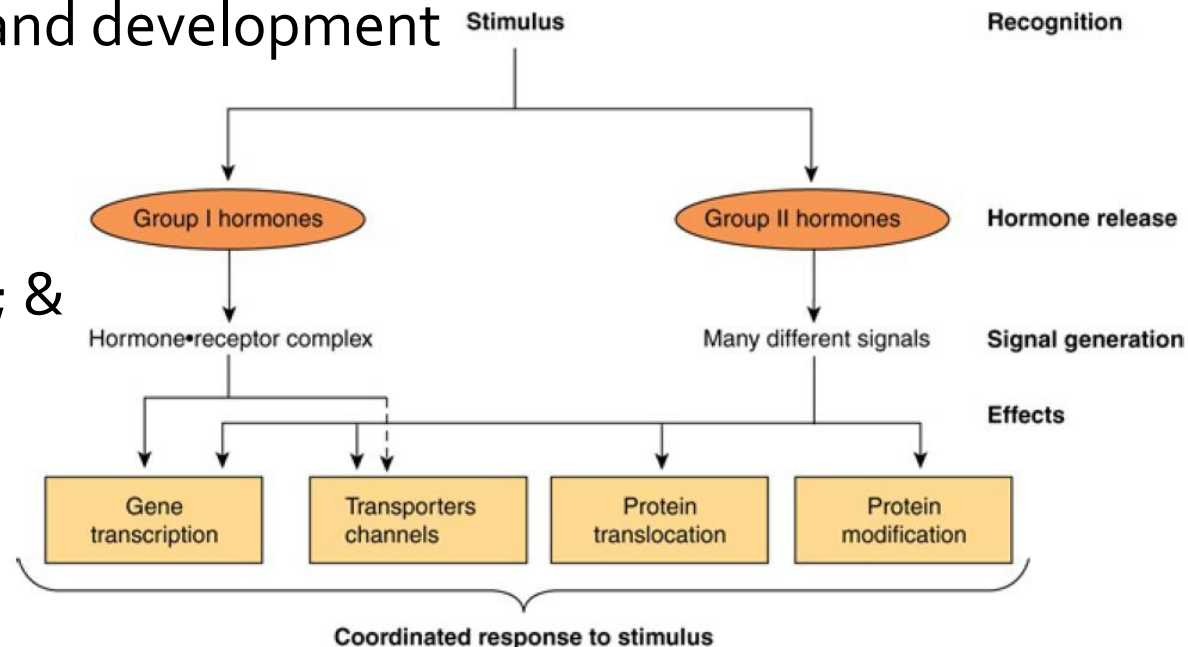 and development
Stimulus
Recognition
Group I hormones
Group II hormones
Hormone release
; &
Hormone•receptor complex
Many different signals
Signal generation
Effects
Gene
transcription
Transporters
channels
Protein
translocation
Protein
modification
Coordinated response to stimulus